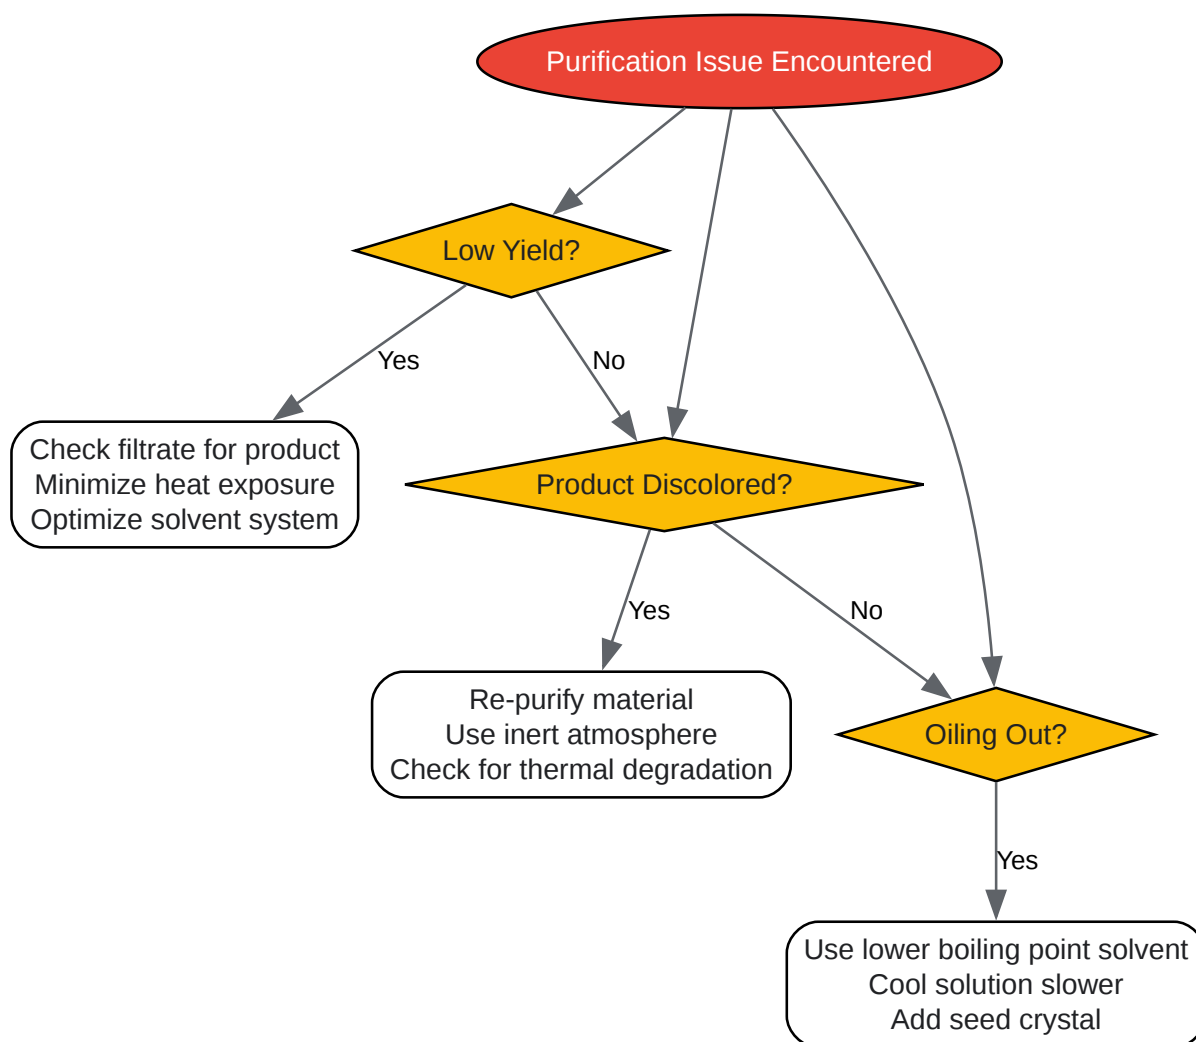 Purification Issue Encountered
Low Yield?
Yes
No
Check filtrate for product
Minimize heat exposure
Optimize solvent system
Product Discolored?
Yes
No
Re-purify material
Use inert atmosphere
Check for thermal degradation
Oiling Out?
Yes
Use lower boiling point solvent
Cool solution slower
Add seed crystal